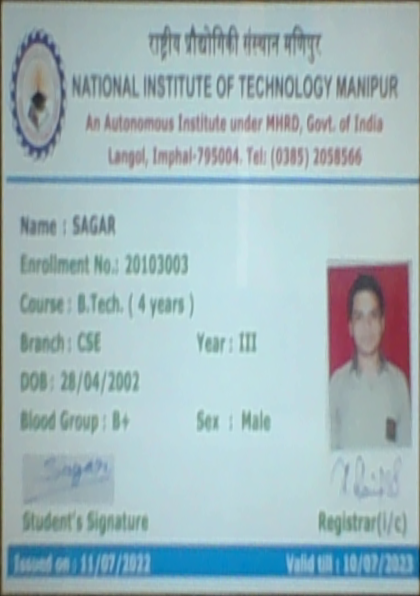 राष्ट्रीय प्रौद्योगिकी संस्थान मणिपुर
NATIONAL INSTITUTE OF TECHNOLOGY MANIPUR
An Autonomous Institute under MHRD, Govt. of India
Langol, Imphal-795004. Tel: (0385) 2058566
Name : SAGAR
Enrollment No.: 20103003
Course : B.Tech. ( 4 years )
Branch : CSE Year : III
DOB : 28/04/2002
Blood Group : B+ Sex : Male
Sagar
Student's Signature Registrar(i/c)
Issued on : 11/07/2022 Valid till : 10/07/2023